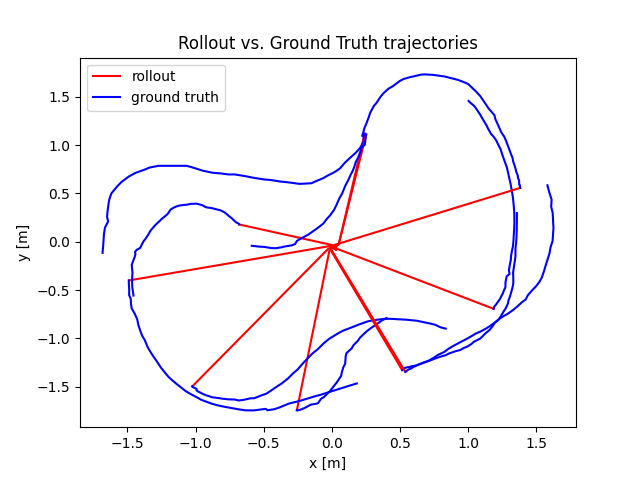 Rollout vs. Ground Truth trajectories
rollout
ground truth
1.5
1.0
0.5
0.0
−0.5
−1.0
−1.5
y [m]
−1.5 −1.0 −0.5 0.0 0.5 1.0 1.5
x [m]